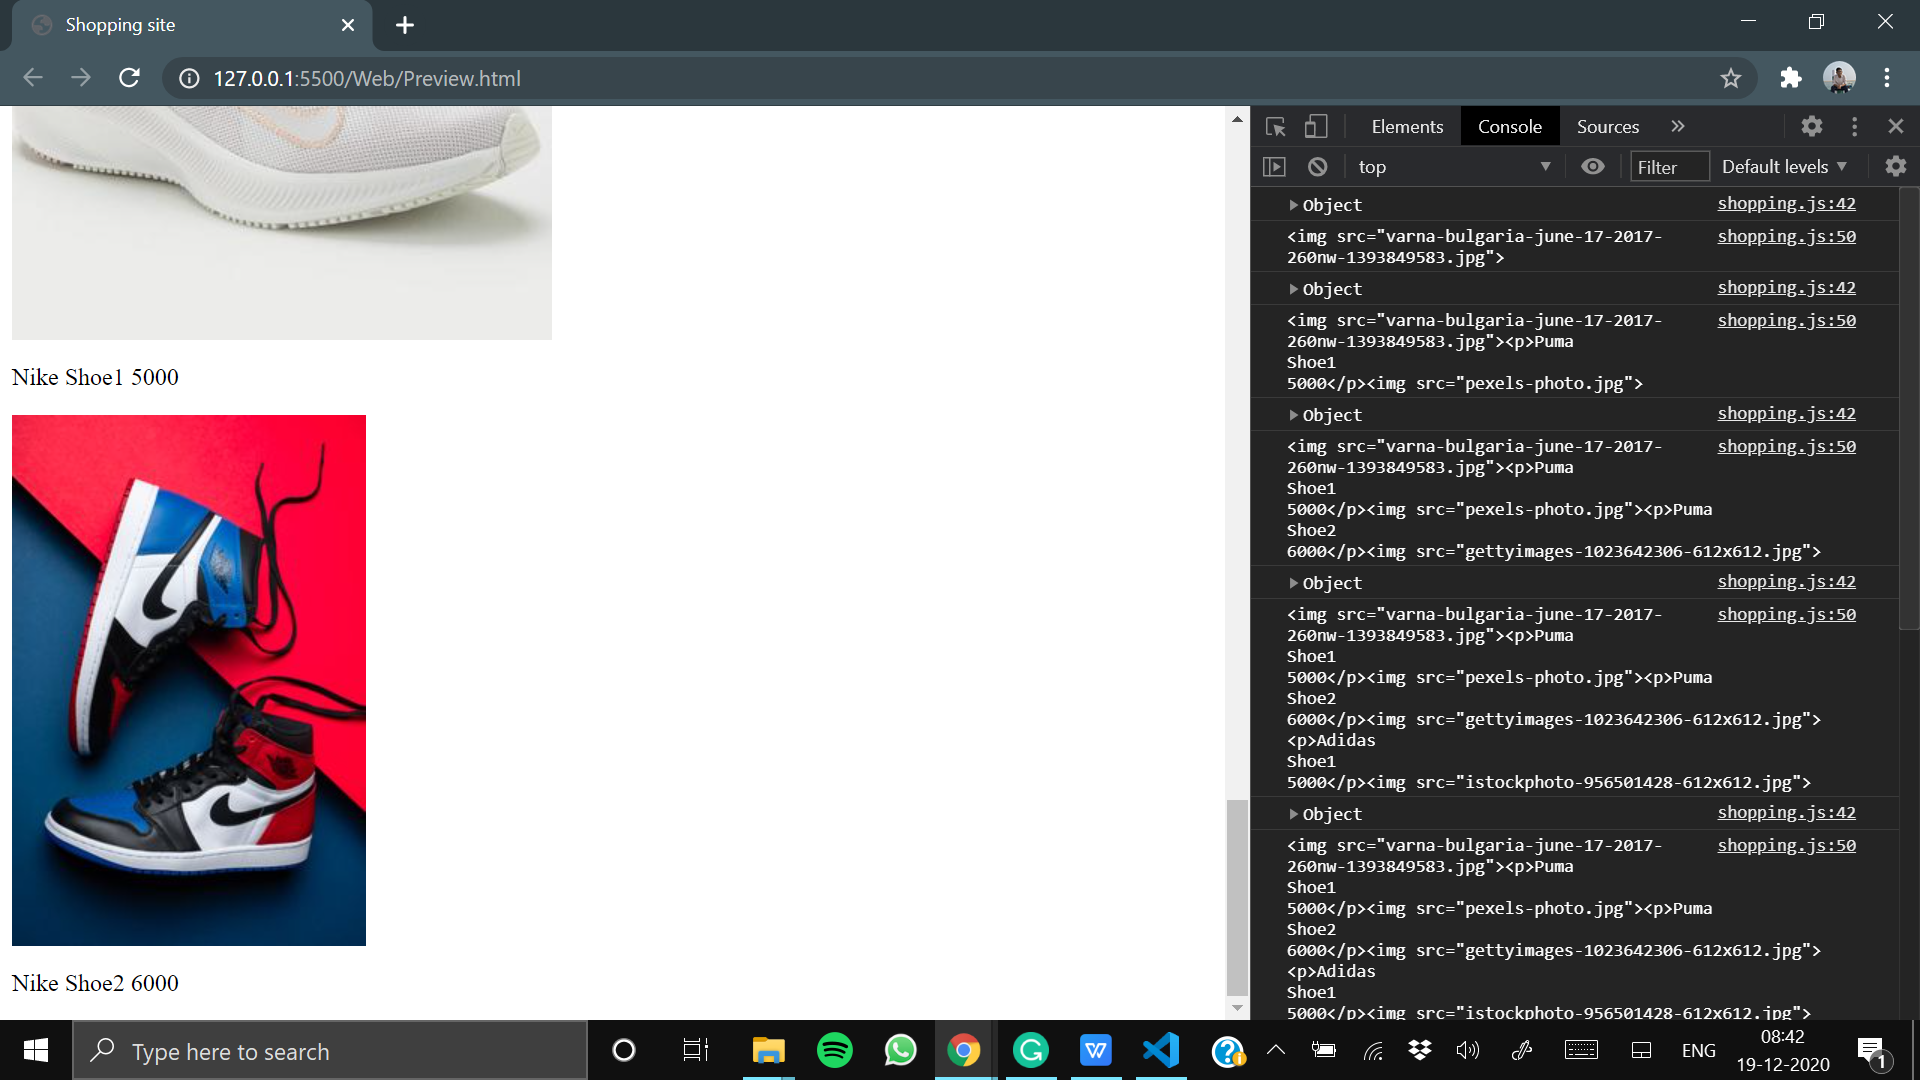 Shopping site
127.0.0.1:5500/Web/Preview.html
Nike Shoe1 5000
Nike Shoe2 6000
Elements Console Sources
top Filter Default levels
Object shopping.js:42
<img src="varna-bulgaria-june-17-2017- shopping.js:50
260nw-1393849583.jpg">
Object shopping.js:42
<img src="varna-bulgaria-june-17-2017- shopping.js:50
260nw-1393849583.jpg"><p>Puma
Shoe1
5000</p><img src="pexels-photo.jpg">
Object shopping.js:42
<img src="varna-bulgaria-june-17-2017- shopping.js:50
260nw-1393849583.jpg"><p>Puma
Shoe1
5000</p><img src="pexels-photo.jpg"><p>Puma
Shoe2
6000</p><img src="gettyimages-1023642306-612x612.jpg">
Object shopping.js:42
<img src="varna-bulgaria-june-17-2017- shopping.js:50
260nw-1393849583.jpg"><p>Puma
Shoe1
5000</p><img src="pexels-photo.jpg"><p>Puma
Shoe2
6000</p><img src="gettyimages-1023642306-612x612.jpg">
<p>Adidas
Shoe1
5000</p><img src="istockphoto-956501428-612x612.jpg">
Object shopping.js:42
<img src="varna-bulgaria-june-17-2017- shopping.js:50
260nw-1393849583.jpg"><p>Puma
Shoe1
5000</p><img src="pexels-photo.jpg"><p>Puma
Shoe2
6000</p><img src="gettyimages-1023642306-612x612.jpg">
<p>Adidas
Shoe1
5000</p><img src="istockphoto-956501428-612x612.jpg">
Type here to search
ENG
08:42
19-12-2020
1